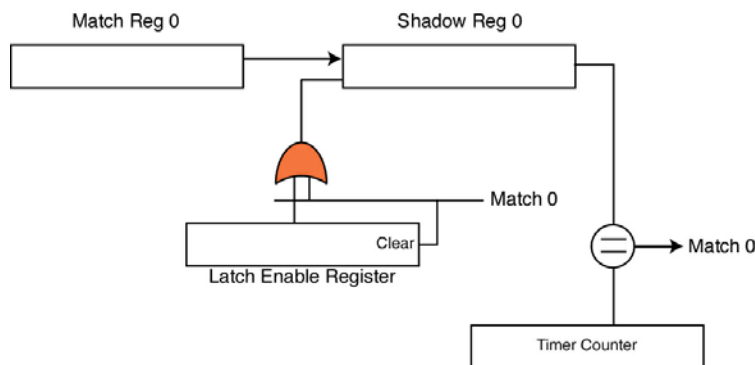 Match Reg 0
Shadow Reg 0
Match 0
Clear
Latch Enable Register
Match 0
Timer Counter